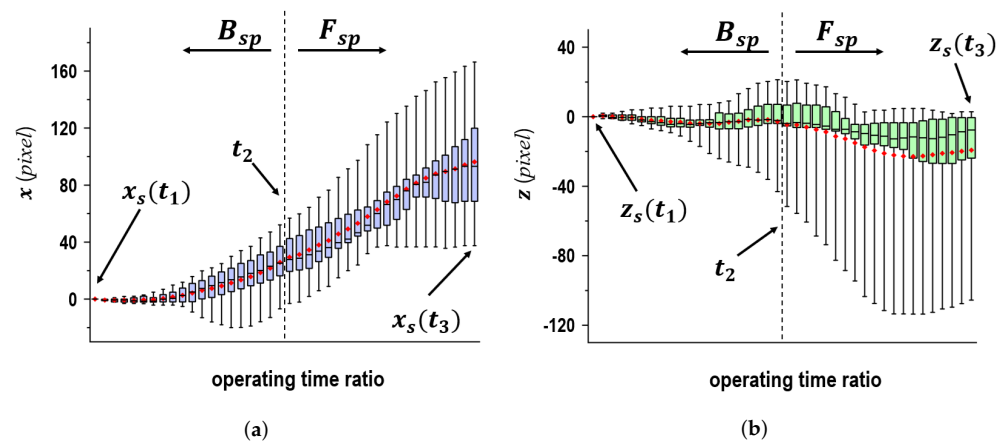 B_sp F_sp
160
120
80
40
0
x (pixel)
t_2
x_s(t_1)
x_s(t_3)
operating time ratio
(a)
B_sp F_sp
z_s(t_3)
40
0
-40
-80
-120
z (pixel)
z_s(t_1)
t_2
operating time ratio
(b)